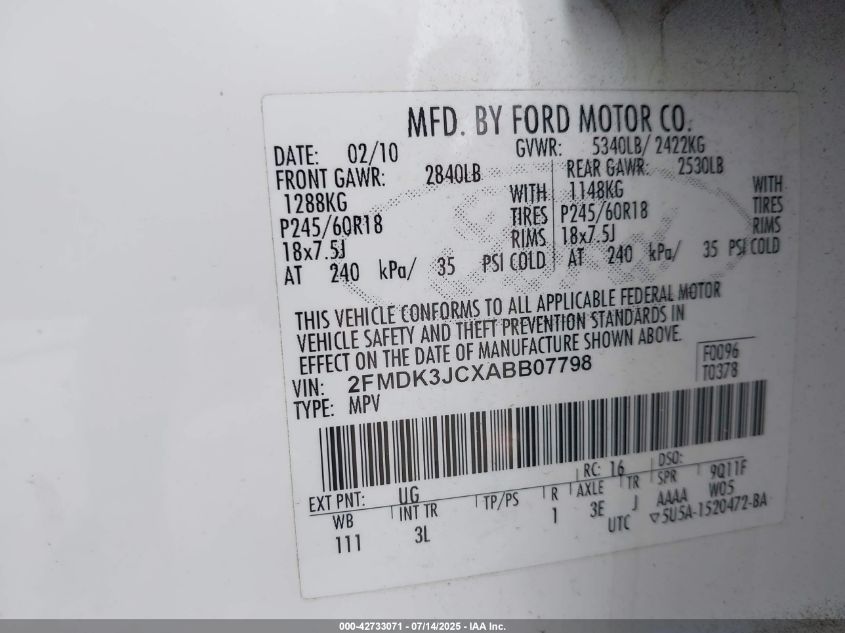 MFD. BY FORD MOTOR CO.
DATE: 02/10 GVWR: 5340LB/ 2422KG
FRONT GAWR: 2840LB REAR GAWR: 2530LB
1288KG WITH 1148KG WITH
P245/60R18 TIRES P245/60R18 TIRES
18x7.5J RIMS 18x7.5J RIMS
AT 240 kPa/ 35 PSI COLD AT 240 kPa/ 35 PSI COLD
THIS VEHICLE CONFORMS TO ALL APPLICABLE FEDERAL MOTOR
VEHICLE SAFETY AND THEFT PREVENTION STANDARDS IN
EFFECT ON THE DATE OF MANUFACTURE SHOWN ABOVE.
VIN: 2FMDK3JCXABB07798 F0096
TYPE: MPV T0378
EXT PNT: UG RC: 16 DSO:
WB INT TR TP/PS R AXLE TR SPR 9Q11F
111 3L 1 3E J AAAA W05
UTC ▽5U5A-1520472-BA
000-42733071 - 07/14/2025 - IAA Inc.